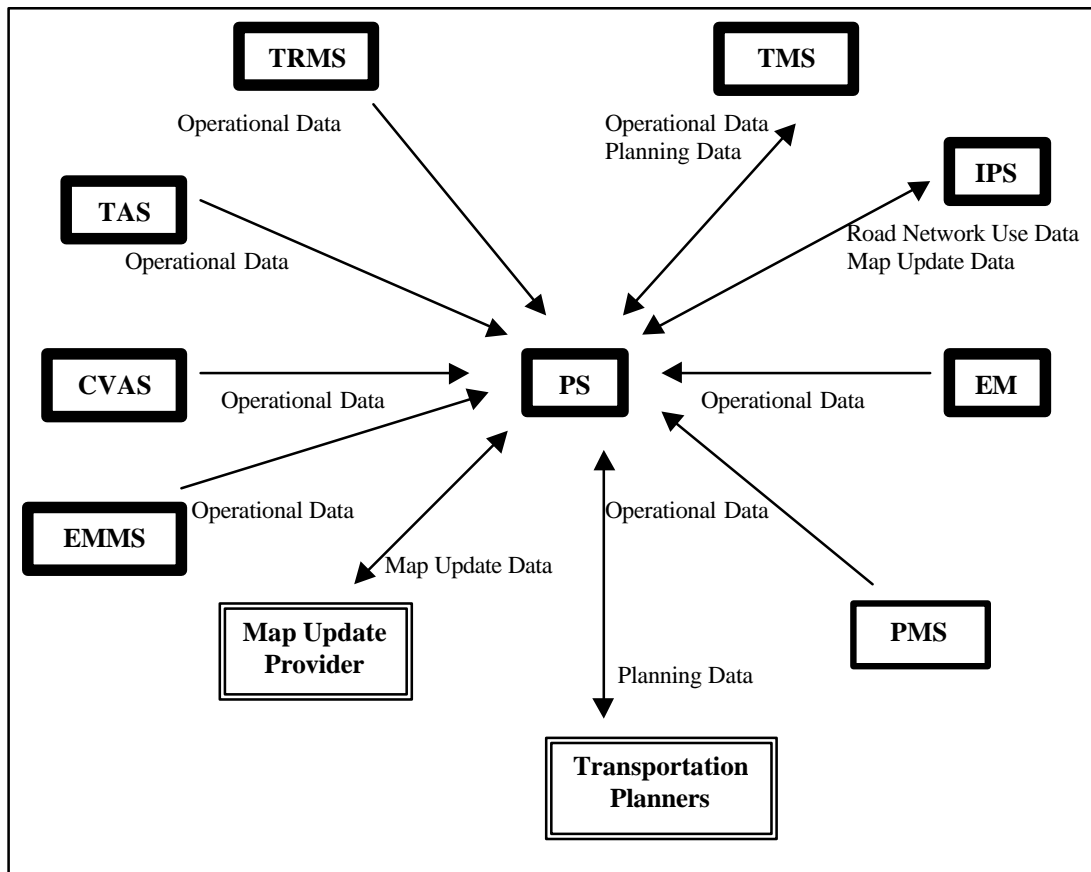 TRMS
TMS
Operational Data
Operational Data
Planning Data
IPS
TAS
Road Network Use Data
Map Update Data
Operational Data
CVAS
PS
EM
Operational Data
Operational Data
EMMS
Operational Data
Operational Data
Map Update Data
Map Update
Provider
PMS
Planning Data
Transportation
Planners